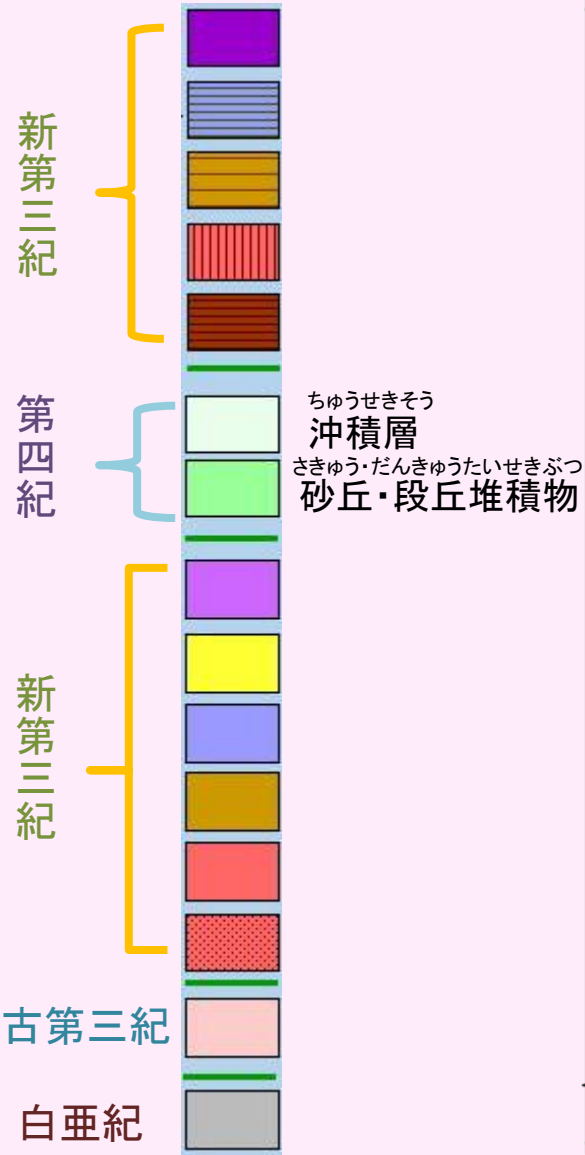 新第三紀
第四紀
ちゅうせきそう
沖積層
さきゅう・だんきゅうたいせきぶつ
砂丘・段丘堆積物
新第三紀
古第三紀
白亜紀